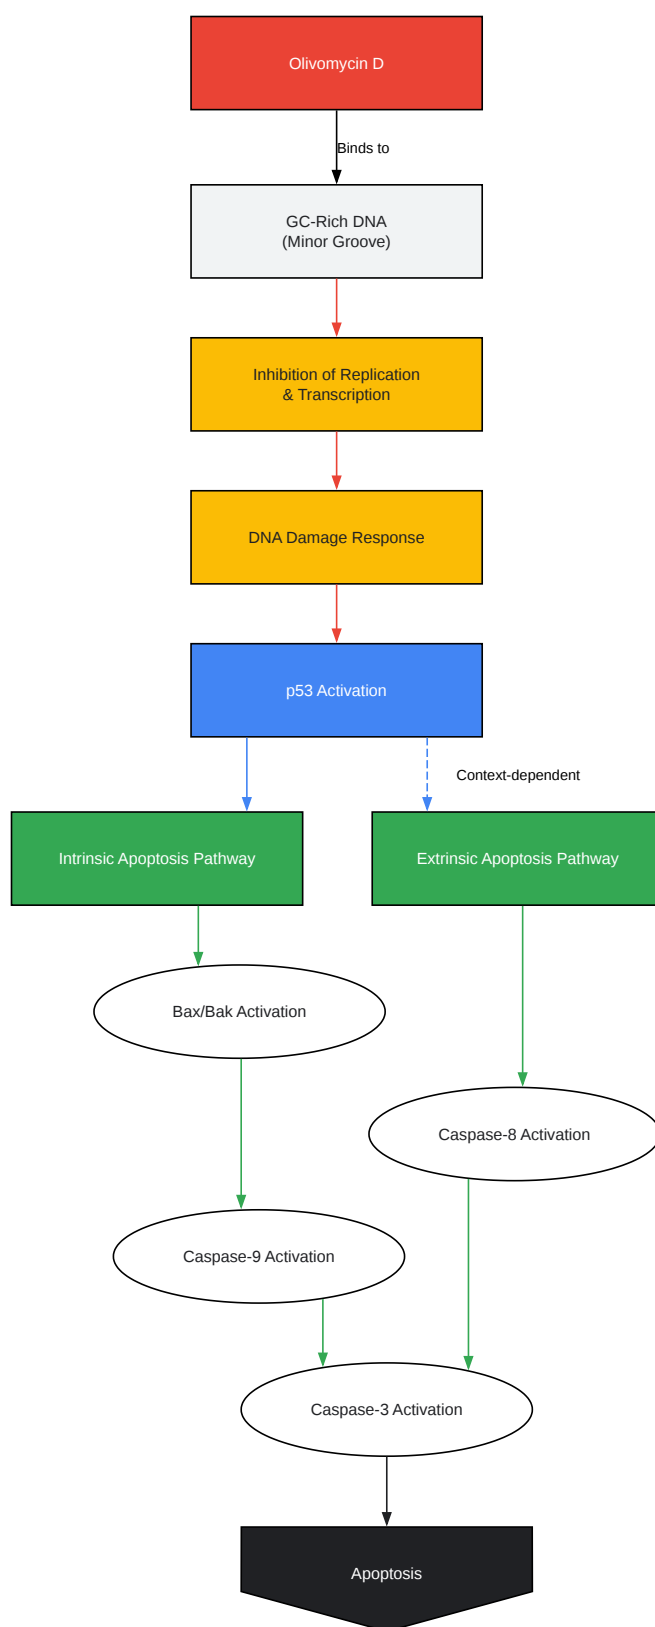 Olivomycin D
Binds to
GC-Rich DNA
(Minor Groove)
Inhibition of Replication
& Transcription
DNA Damage Response
p53 Activation
Context-dependent
Intrinsic Apoptosis Pathway
Extrinsic Apoptosis Pathway
Bax/Bak Activation
Caspase-8 Activation
Caspase-9 Activation
Caspase-3 Activation
Apoptosis